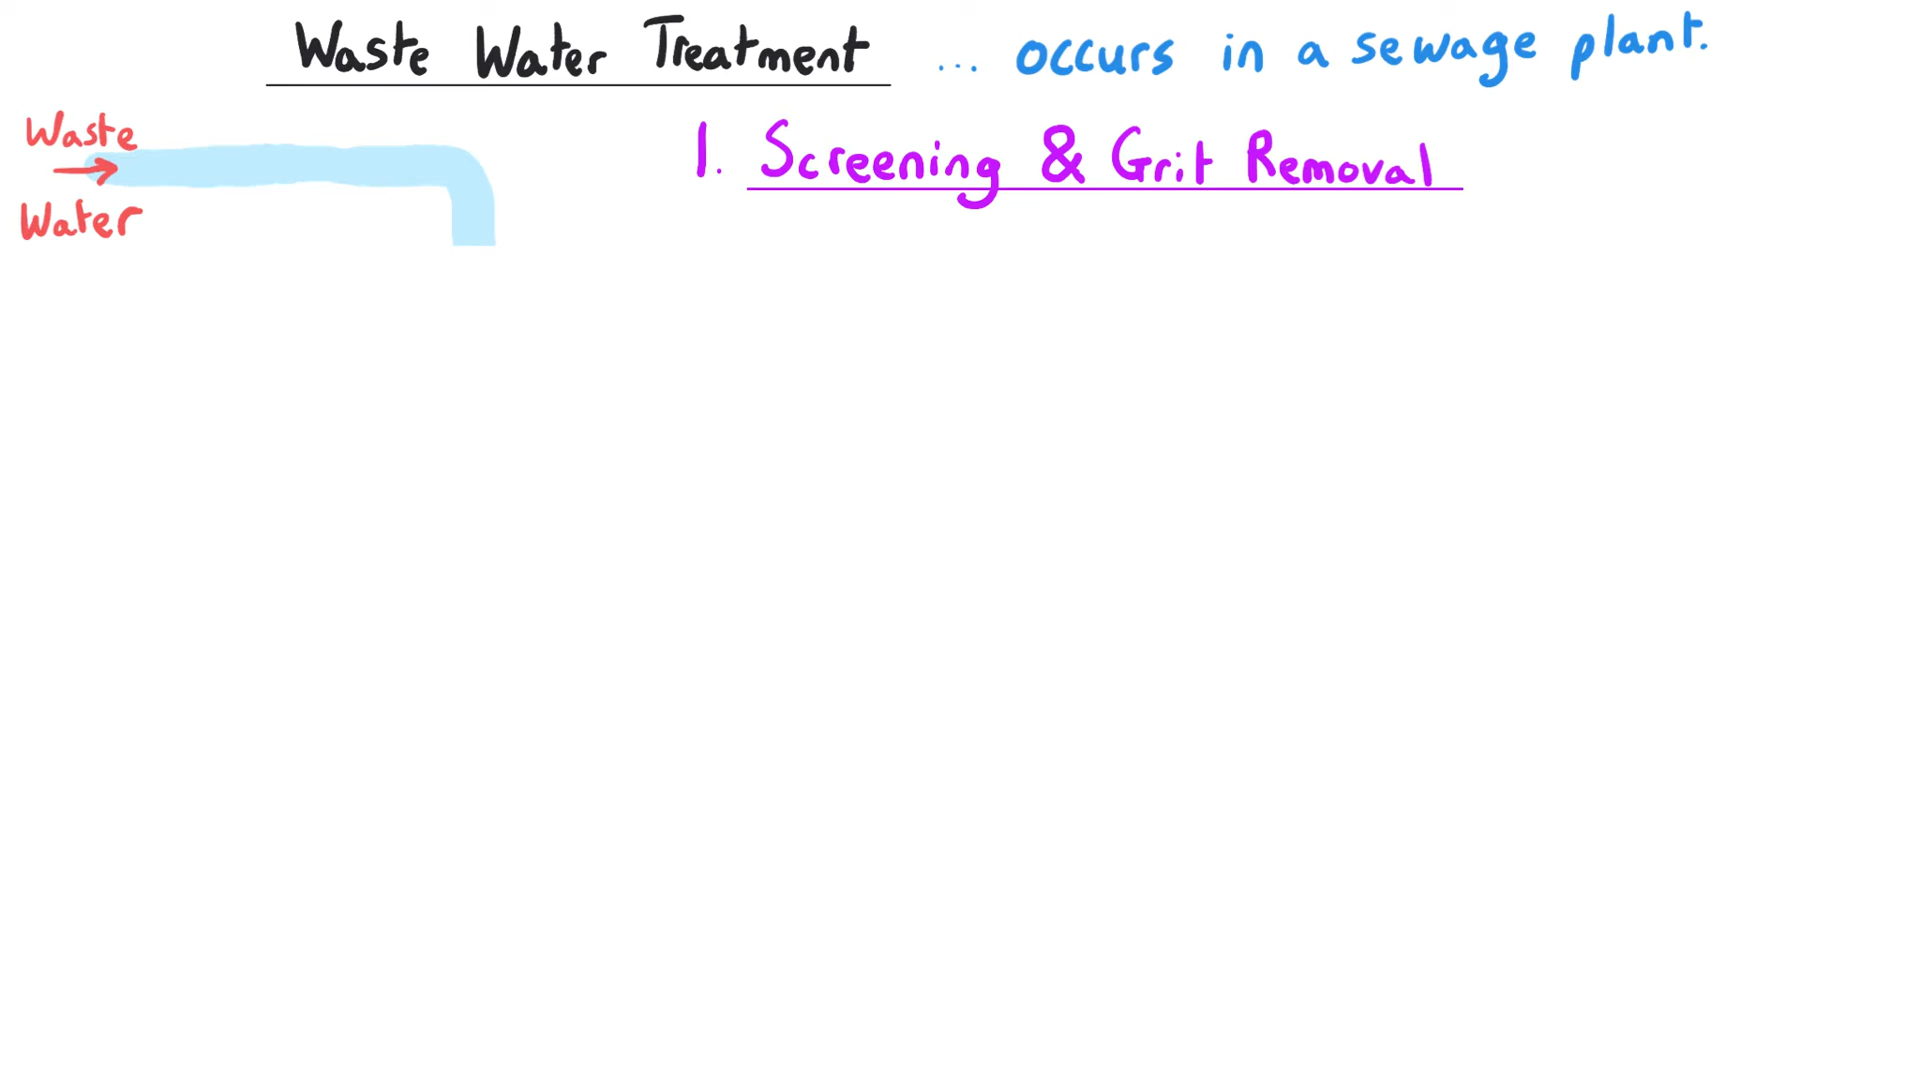 Waste Water Treatment ... occurs in a sewage plant.
Waste
Water
1. Screening & Grit Removal